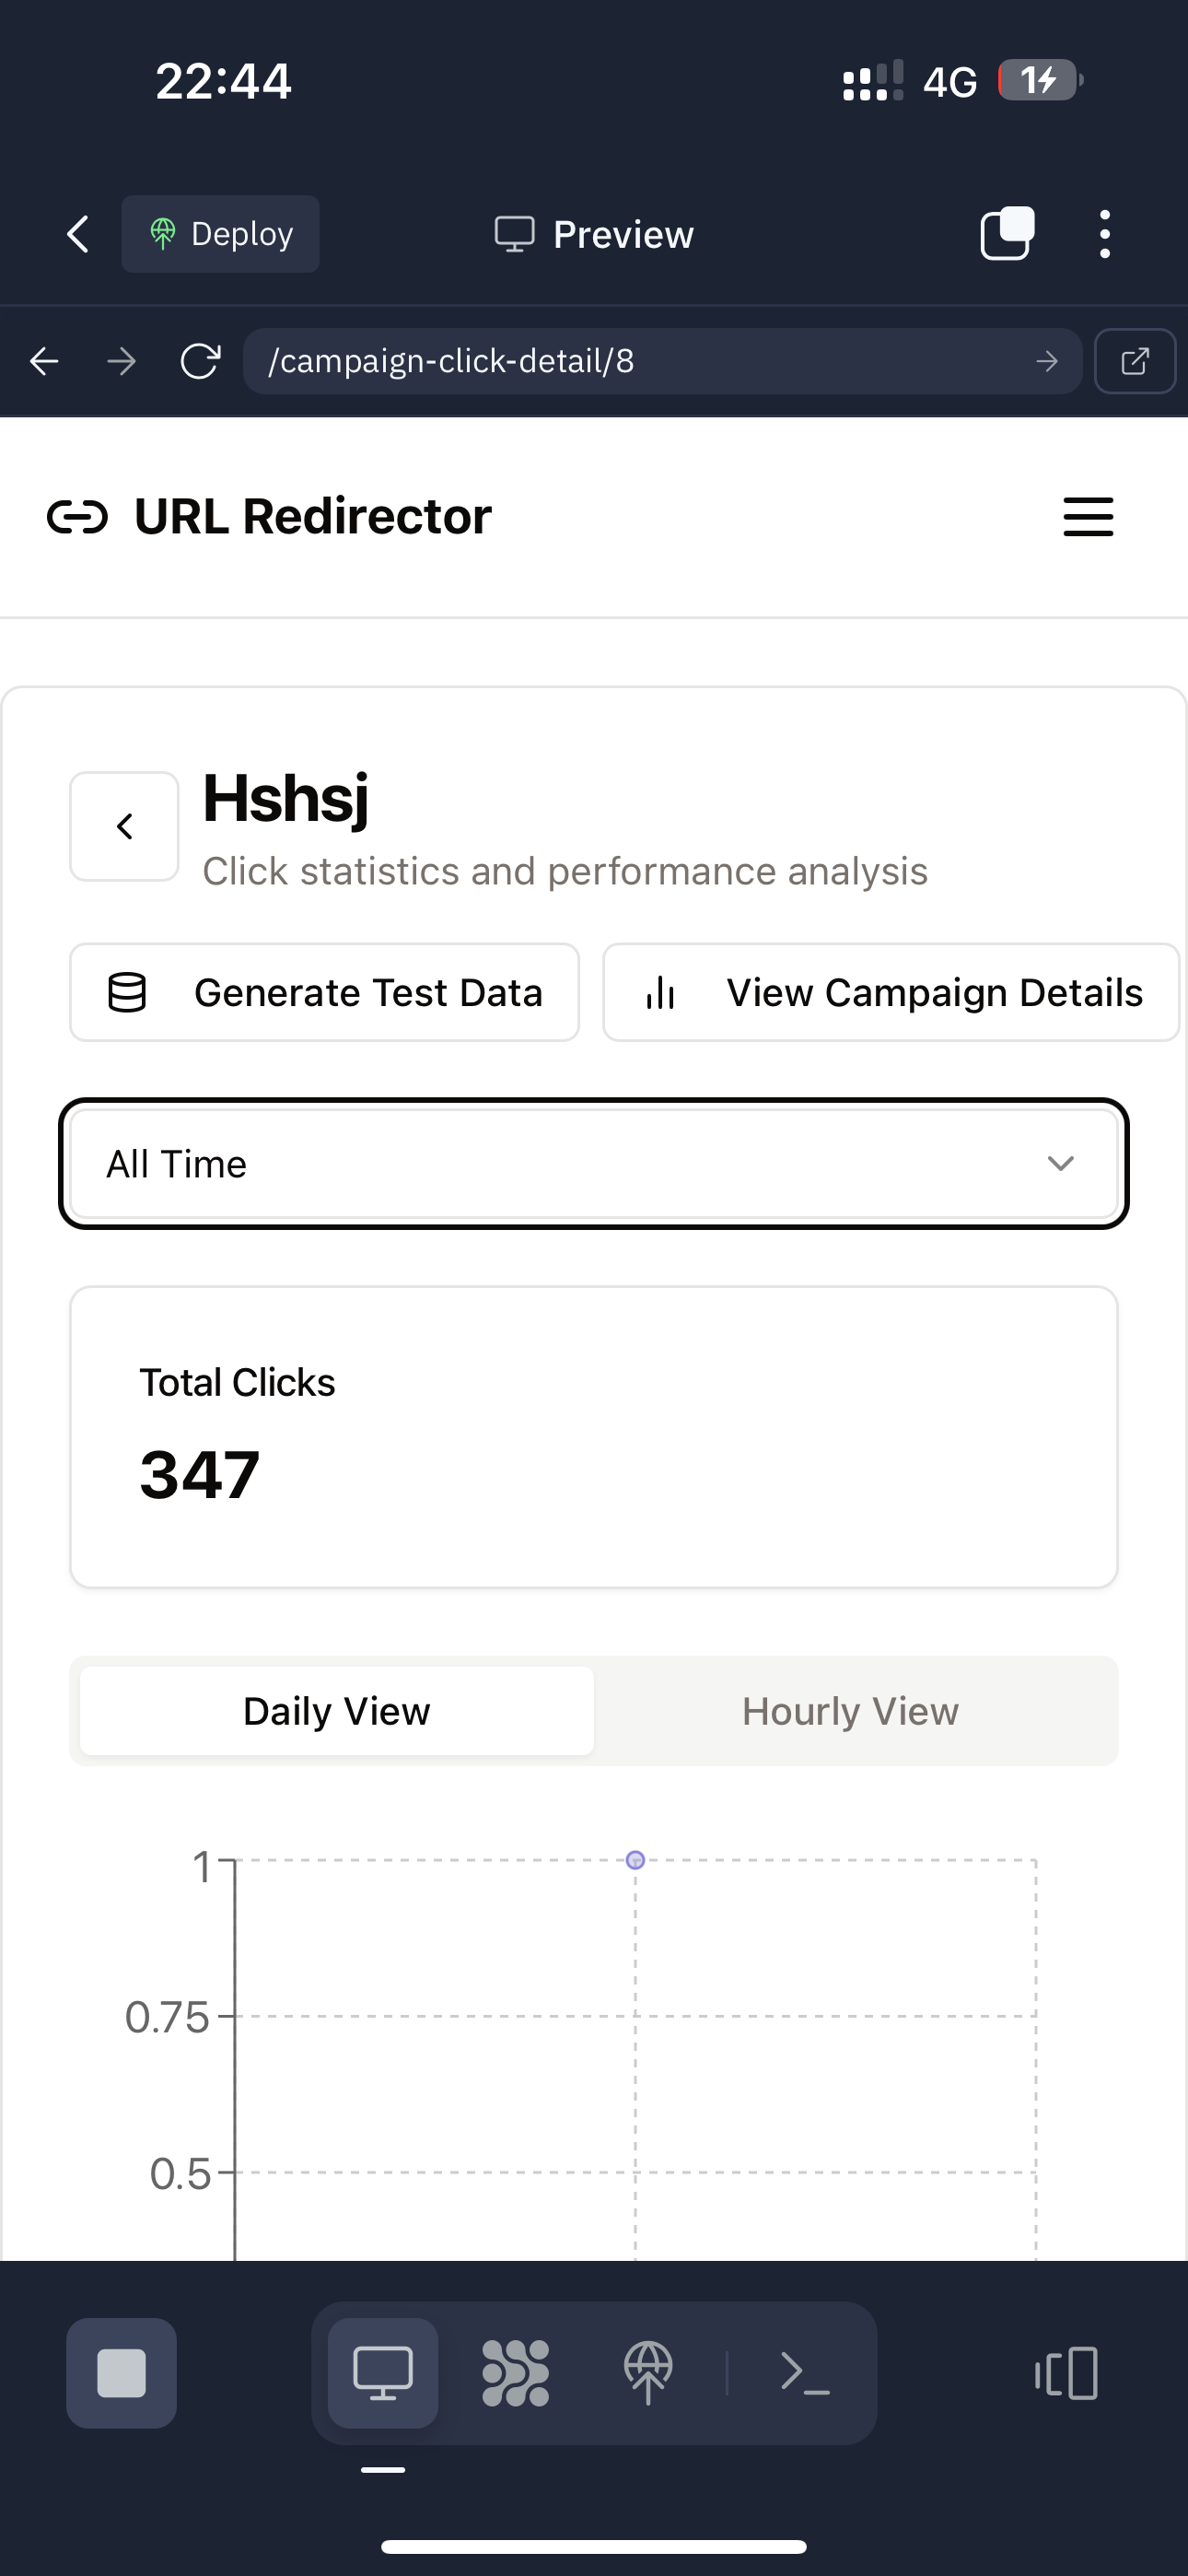 22:44
4G
1
Deploy
Preview
/campaign-click-detail/8
URL Redirector
Hshsj
Click statistics and performance analysis
Generate Test Data
View Campaign Details
All Time
Total Clicks
347
Daily View
Hourly View
1
0.75
0.5